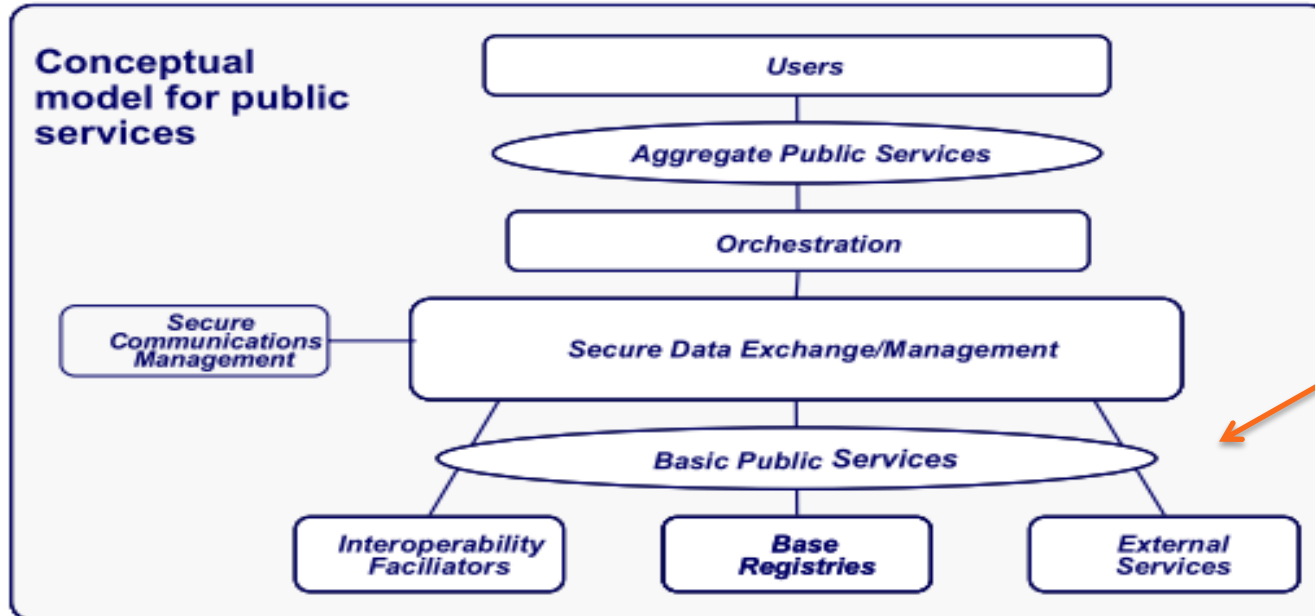 Conceptual
model for public
services
Users
Aggregate Public Services
Orchestration
Secure
Communications
Management
Secure Data Exchange/Management
Basic Public Services
Interoperability
Faciliators
Base
Registries
External
Services